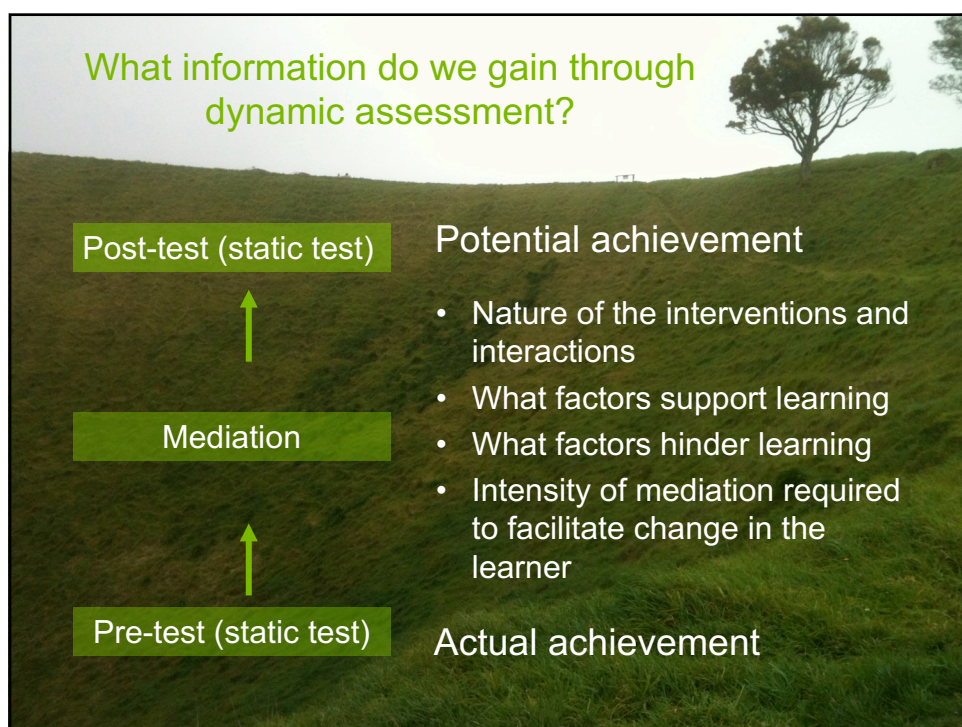 What information do we gain through
dynamic assessment?
Post-test (static test)
Potential achievement
• Nature of the interventions and
interactions
• What factors support learning
Mediation
• What factors hinder learning
• Intensity of mediation required
to facilitate change in the
learner
Pre-test (static test)
Actual achievement